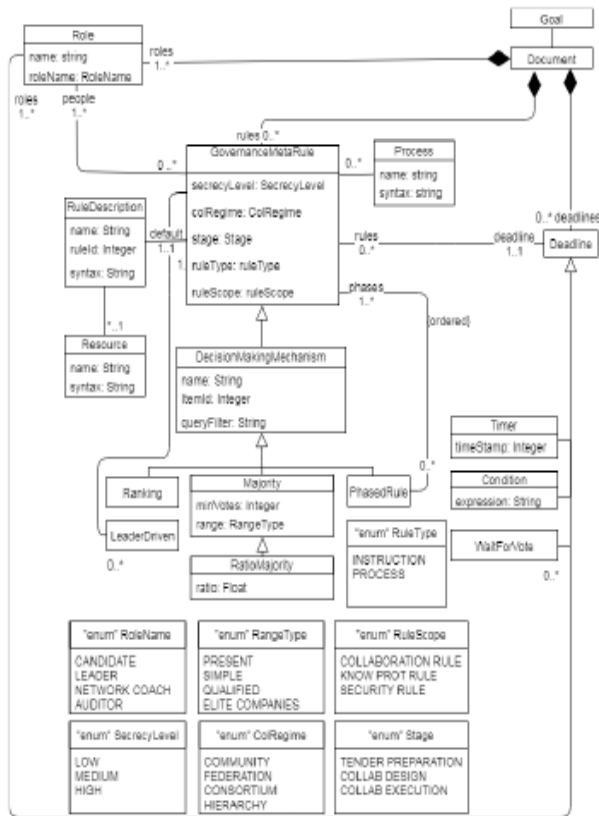 Goal
Role
name: string
roleName: RoleName
roles
1..*
Document
roles
1..*
people
1..*
rules 0..*
0..*
GovernanceMetaRule
secrecyLevel: SecrecyLevel
colRegime: ColRegime
stage: Stage
ruleType: ruleType
ruleScope: ruleScope
0..*
Process
name: string
syntax: string
RuleDescription
name: String
ruleId: Integer
syntax: String
default
1..1
1.
rules
0..*
deadline
1..1
0..* deadlines
Deadline
phases
1..*
{ordered}
*..1
Resource
name: String
syntax: String
DecisionMakingMechanism
name: String
ItemId: Integer
queryFilter: String
Timer
timeStamp: Integer
0..*
Ranking
Majority
minVotes: Integer
range: RangeType
PhasedRule
Condition
expression: String
LeaderDriven
0..*
RatioMajority
ratio: Float
"enum" RuleType
INSTRUCTION
PROCESS
WaitForVote
0..*
"enum" RoleName
CANDIDATE
LEADER
NETWORK COACH
AUDITOR
"enum" RangeType
PRESENT
SIMPLE
QUALIFIED
ELITE COMPANIES
"enum" RuleScope
COLLABORATION RULE
KNOW PROT RULE
SECURITY RULE
"enum" SecrecyLevel
LOW
MEDIUM
HIGH
"enum" ColRegime
COMMUNITY
FEDERATION
CONSORTIUM
HIERARCHY
"enum" Stage
TENDER PREPARATION
COLLAB DESIGN
COLLAB EXECUTION